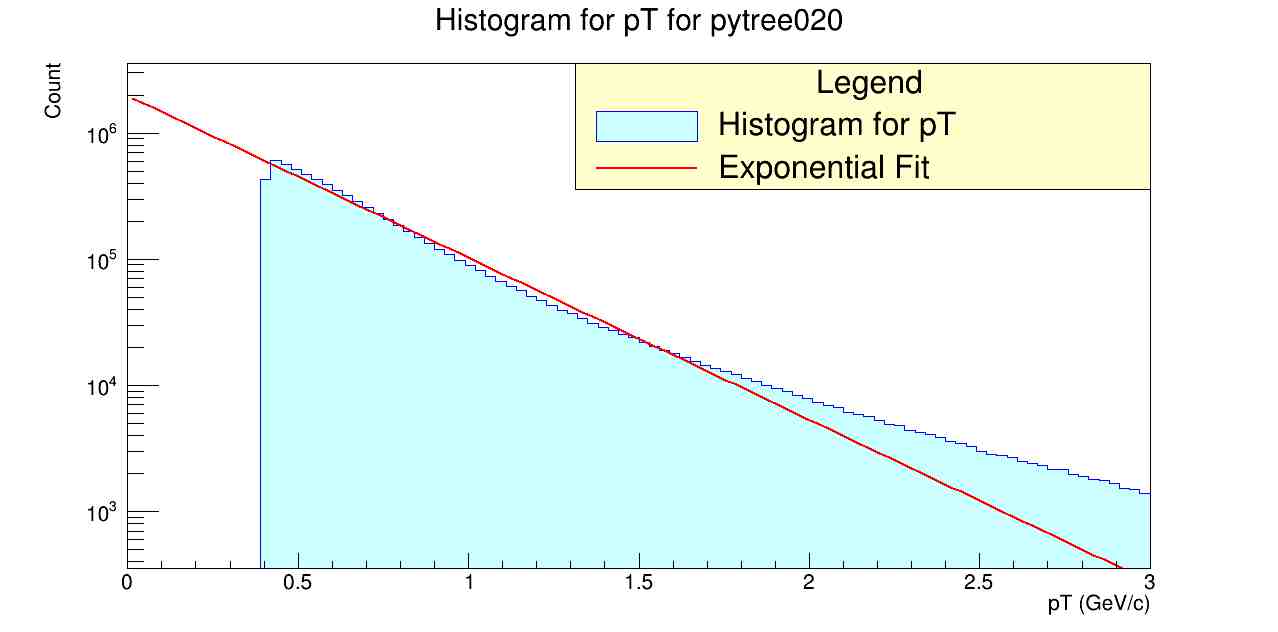 Histogram for pT for pytree020
Count
Legend
Histogram for pT
Exponential Fit
10^6
10^5
10^4
10^3
0 0.5 1 1.5 2 2.5 3
pT (GeV/c)